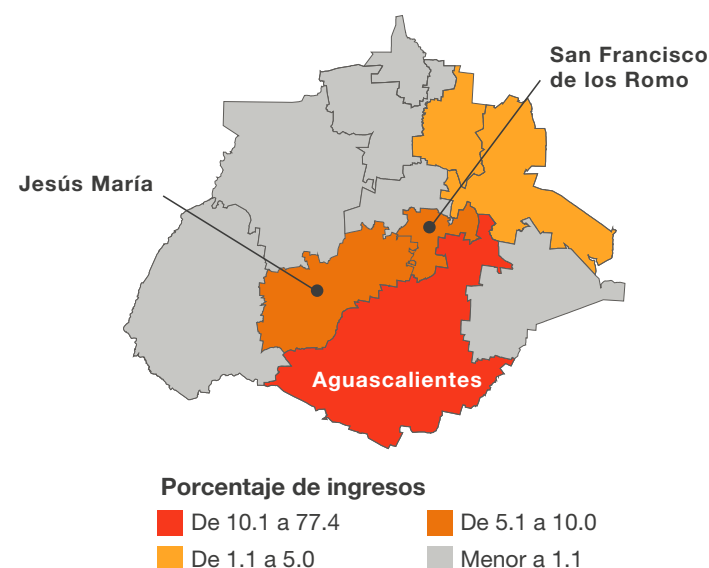 San Francisco
de los Romo
Jesús María
Aguascalientes
Porcentaje de ingresos
De 10.1 a 77.4
De 5.1 a 10.0
De 1.1 a 5.0
Menor a 1.1